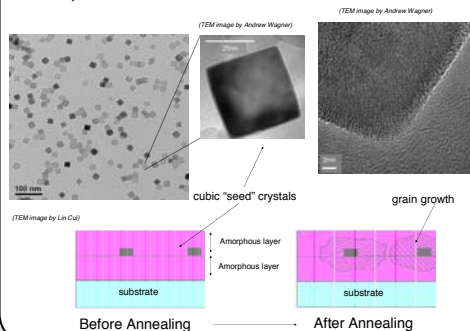 (TEM image by Andrew Wagner)
(TEM image by Andrew Wagner)
25nm
2nm
100 nm
cubic "seed" crystals
grain growth
(TEM image by Lin Cui)
Amorphous layer
Amorphous layer
substrate
substrate
Before Annealing
After Annealing